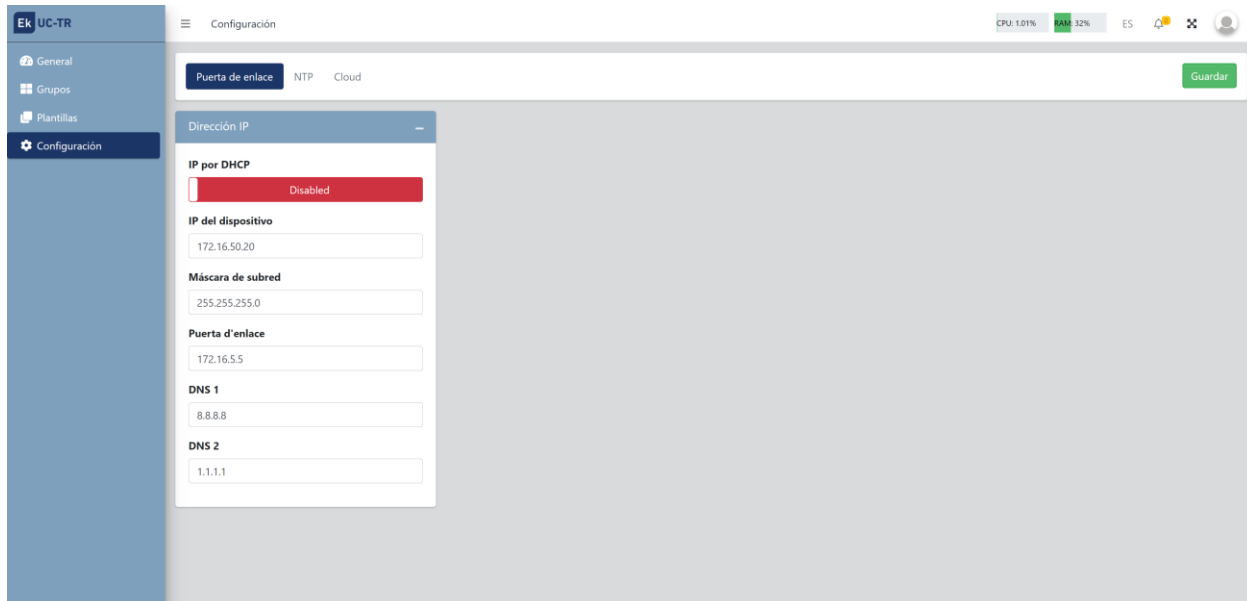 Ek UC-TR
Configuración
CPU: 1.01%
RAM: 32%
ES
General
Grupos
Plantillas
Configuración
Puerta de enlace
NTP
Cloud
Guardar
Dirección IP
IP por DHCP
Disabled
IP del dispositivo
172.16.50.20
Máscara de subred
255.255.255.0
Puerta d'enlace
172.16.5.5
DNS 1
8.8.8.8
DNS 2
1.1.1.1